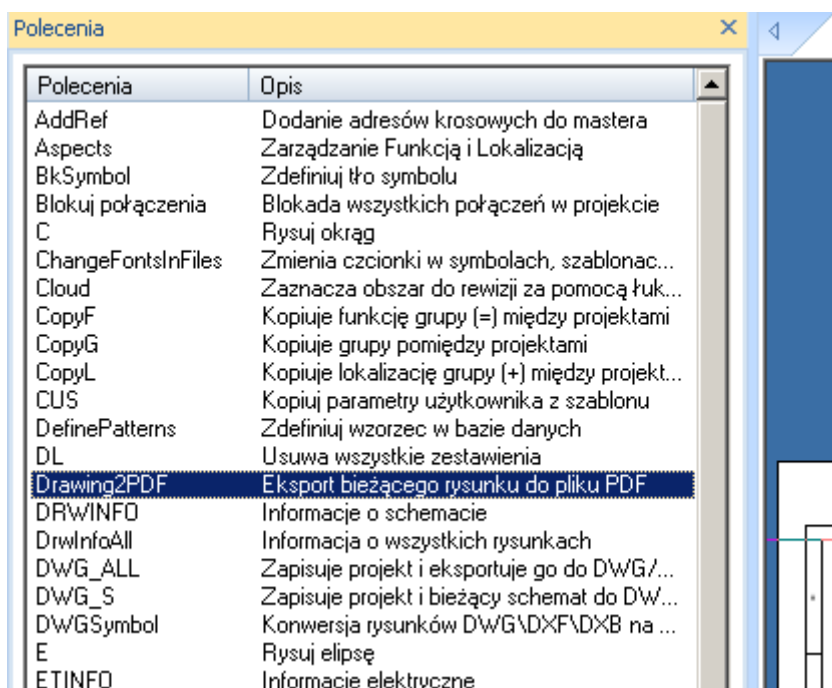 Polecenia
Polecenia Opis
AddRef Dodanie adresów krosowych do mastera
Aspects Zarządzanie Funkcją i Lokalizacją
BkSymbol Zdefiniuj tło symbolu
Blokuj połączenia Blokada wszystkich połączeń w projekcie
C Rysuj okrąg
ChangeFontsInFiles Zmienia czcionki w symbolach, szablonac...
Cloud Zaznacza obszar do rewizji za pomocą łuk...
CopyF Kopiuje funkcję grupy (=) między projektami
CopyG Kopiuje grupy pomiędzy projektami
CopyL Kopiuje lokalizację grupy (+) między projekt...
CUS Kopiuj parametry użytkownika z szablonu
DefinePatterns Zdefiniuj wzorzec w bazie danych
DL Usuwa wszystkie zestawienia
Drawing2PDF Eksport bieżącego rysunku do pliku PDF
DRWINFO Informacje o schemacie
DrwInfoAll Informacja o wszystkich rysunkach
DWG_ALL Zapisuje projekt i eksportuje go do DWG/...
DWG_S Zapisuje projekt i bieżący schemat do DW...
DWGSymbol Konwersja rysunków DWG\DXF\DXB na ...
E Rysuj elipsę
ETINFO Informacje elektryczne